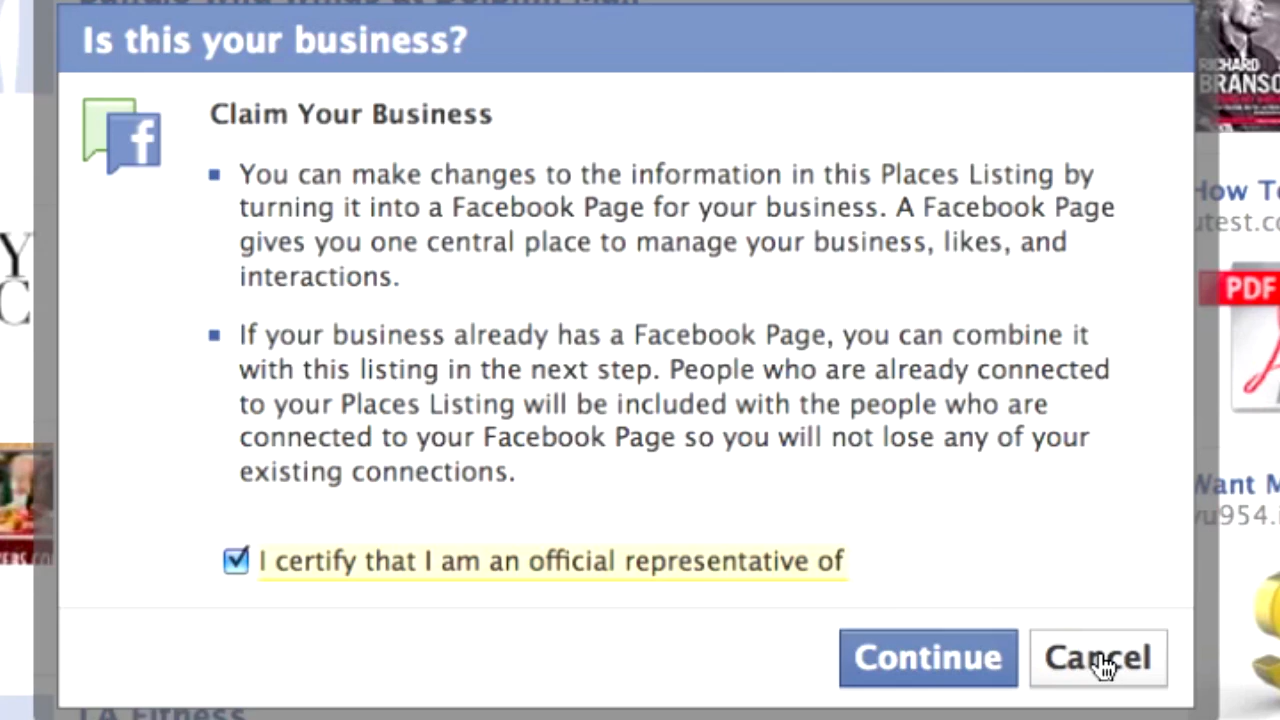 Is this your business?
Claim Your Business
You can make changes to the information in this Places Listing by
turning it into a Facebook Page for your business. A Facebook Page
gives you one central place to manage your business, likes, and
interactions.
If your business already has a Facebook Page, you can combine it
with this listing in the next step. People who are already connected
to your Places Listing will be included with the people who are
connected to your Facebook Page so you will not lose any of your
existing connections.
I certify that I am an official representative of
Continue
Cancel
RICHARD
BRANSO
How To
utest.co
PDF
Want M
yu954.i
Y
C
LA Fitness